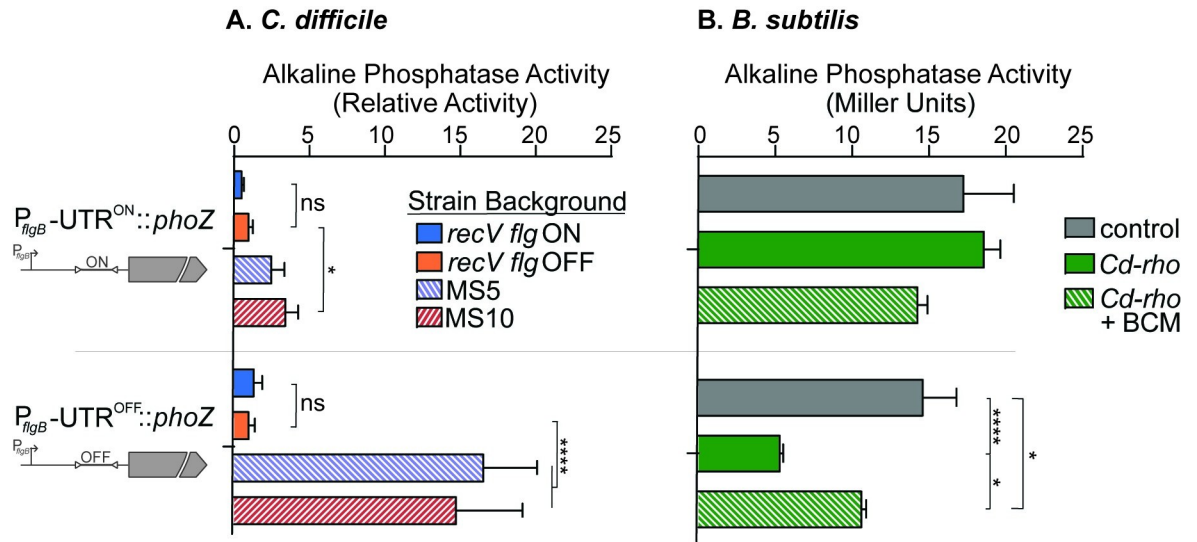 A. C. difficile
Alkaline Phosphatase Activity
(Relative Activity)
0 5 10 15 20 25
PflgB-UTRON::phoZ
PflgB
ON
ns
*
Strain Background
recV flg ON
recV flg OFF
MS5
MS10
PflgB-UTROFF::phoZ
PflgB
OFF
ns
****
B. B. subtilis
Alkaline Phosphatase Activity
(Miller Units)
0 5 10 15 20 25
control
Cd-rho
Cd-rho
+ BCM
****
*
*